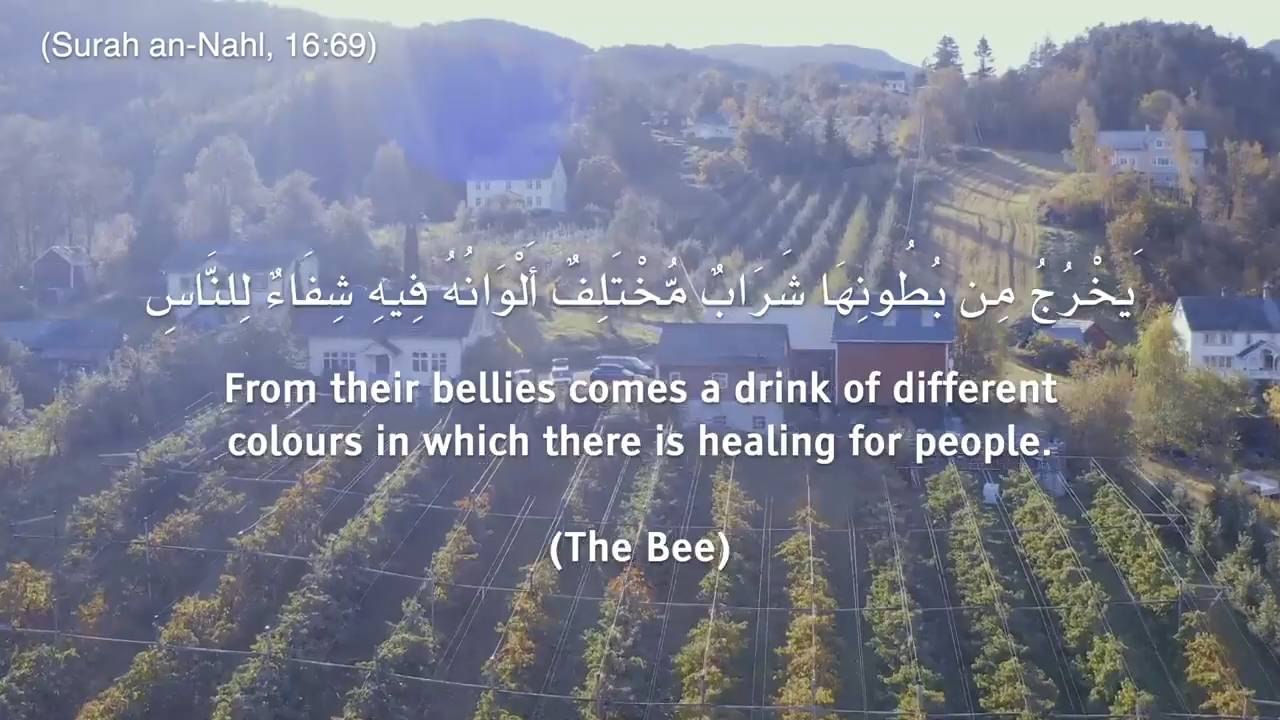 (Surah an-Nahl, 16:69)
يَخْرُجُ مِن بُطُونِهَا شَرَابٌ مُّخْتَلِفٌ أَلْوَانُهُ فِيهِ شِفَاءٌ لِلنَّاسِ
From their bellies comes a drink of different
colours in which there is healing for people.
(The Bee)